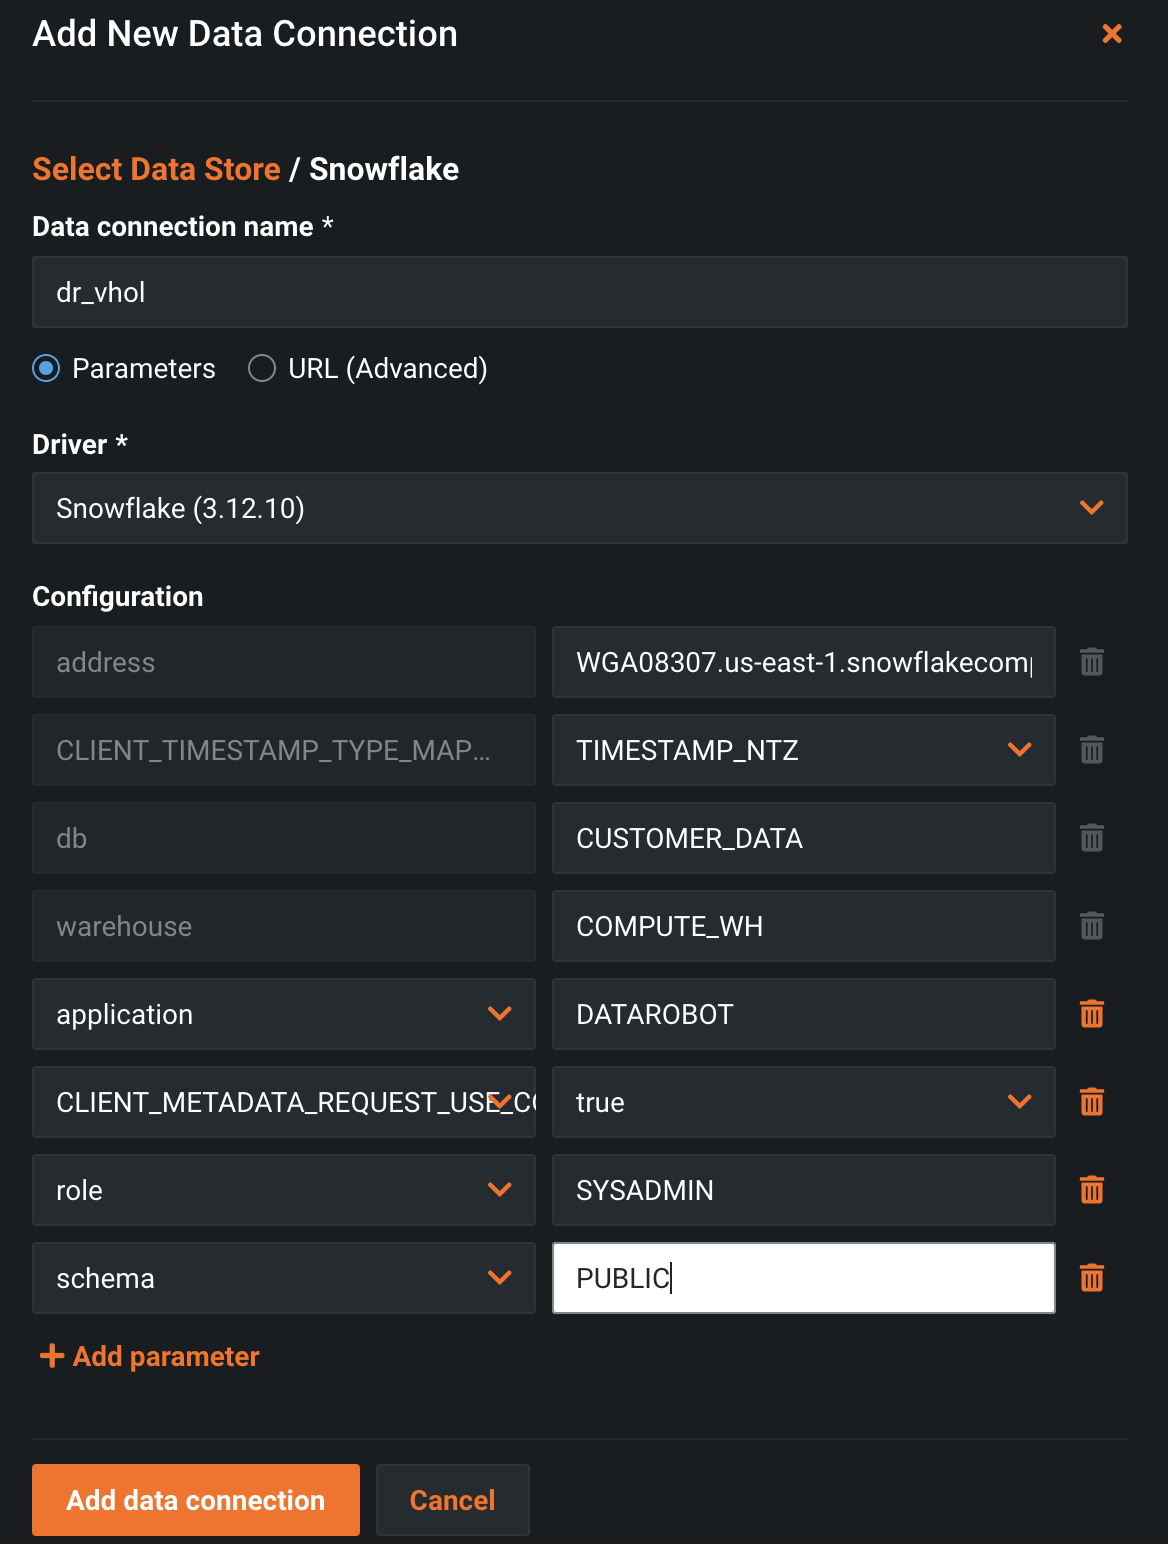 Add New Data Connection
Select Data Store / Snowflake
Data connection name *
dr_vhol
Parameters URL (Advanced)
Driver *
Snowflake (3.12.10)
Configuration
address WGA08307.us-east-1.snowflakecom
CLIENT_TIMESTAMP_TYPE_MAP... TIMESTAMP_NTZ
db CUSTOMER_DATA
warehouse COMPUTE_WH
application DATAROBOT
CLIENT_METADATA_REQUEST_USE_C true
role SYSADMIN
schema PUBLIC
Add parameter
Add data connection Cancel